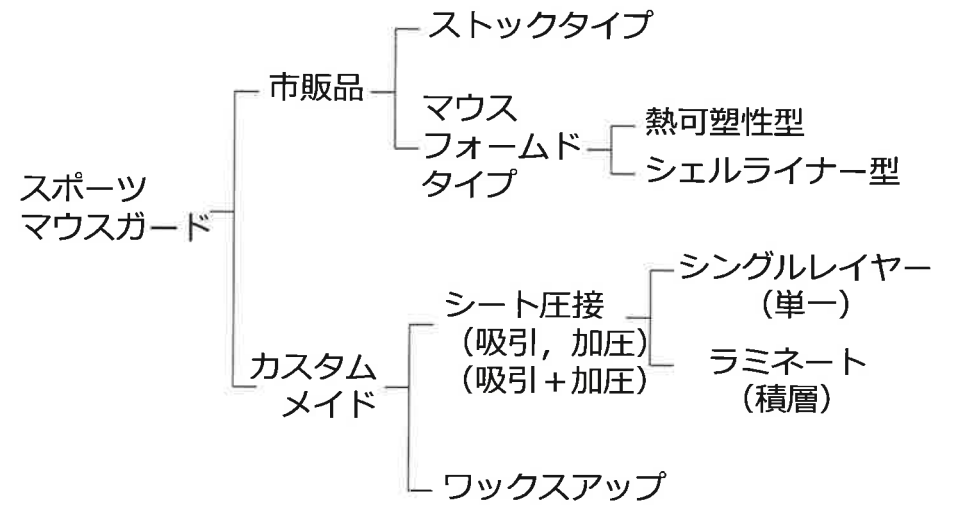 スポーツ
マウスガード
市販品
ストックタイプ
マウス
フォームド
タイプ
熱可塑性型
シェルライナー型
カスタム
メイド
シート圧接
（吸引，加圧）
（吸引＋加圧）
シングルレイヤー
（単一）
ラミネート
（積層）
ワックスアップ